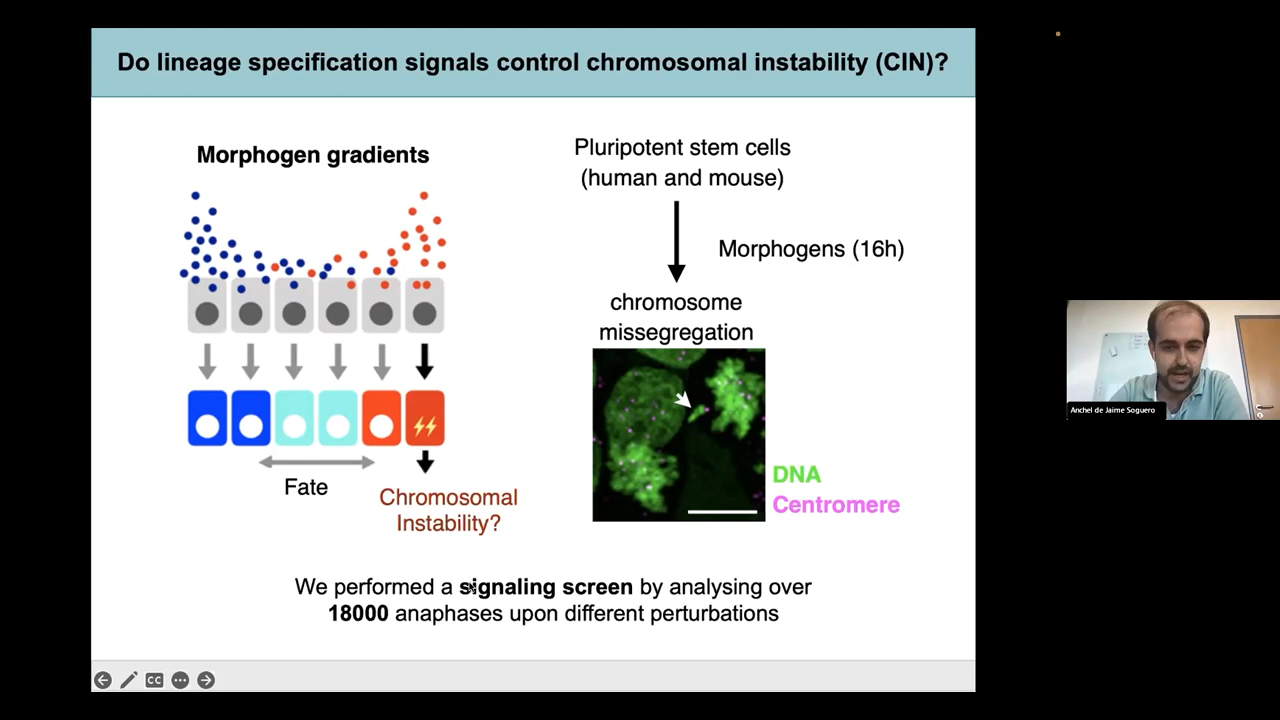 Do lineage specification signals control chromosomal instability (CIN)?
Morphogen gradients
Fate
Chromosomal
Instability?
Pluripotent stem cells
(human and mouse)
Morphogens (16h)
chromosome
missegregation
DNA
Centromere
We performed a signaling screen by analysing over
18000 anaphases upon different perturbations
CC
Anchel de Jaime Soguero